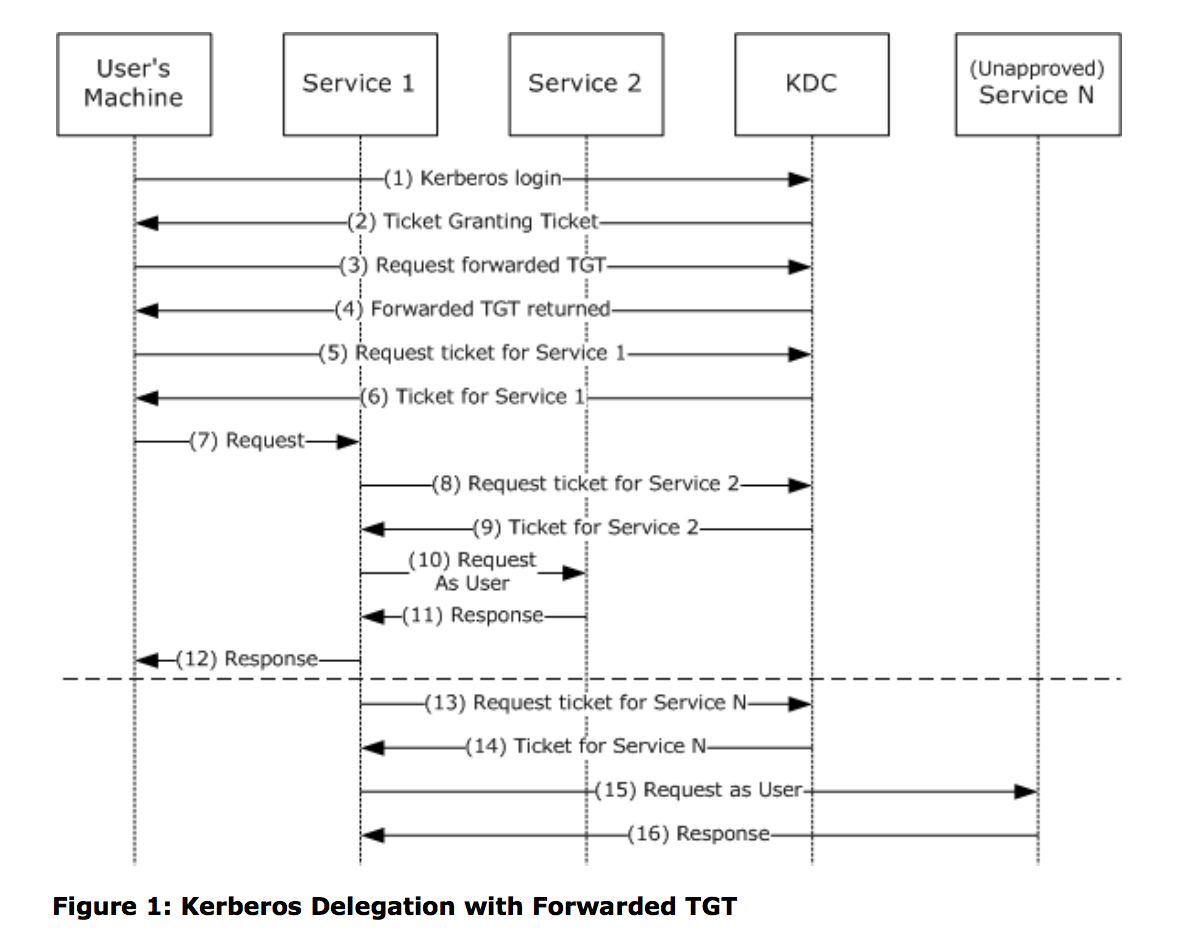 User's
Machine
Service 1
Service 2
KDC
(Unapproved)
Service N
(1) Kerberos login
(2) Ticket Granting Ticket
(3) Request forwarded TGT
(4) Forwarded TGT returned
(5) Request ticket for Service 1
(6) Ticket for Service 1
(7) Request
(8) Request ticket for Service 2
(9) Ticket for Service 2
(10) Request
As User
(11) Response
(12) Response
(13) Request ticket for Service N
(14) Ticket for Service N
(15) Request as User
(16) Response
Figure 1: Kerberos Delegation with Forwarded TGT